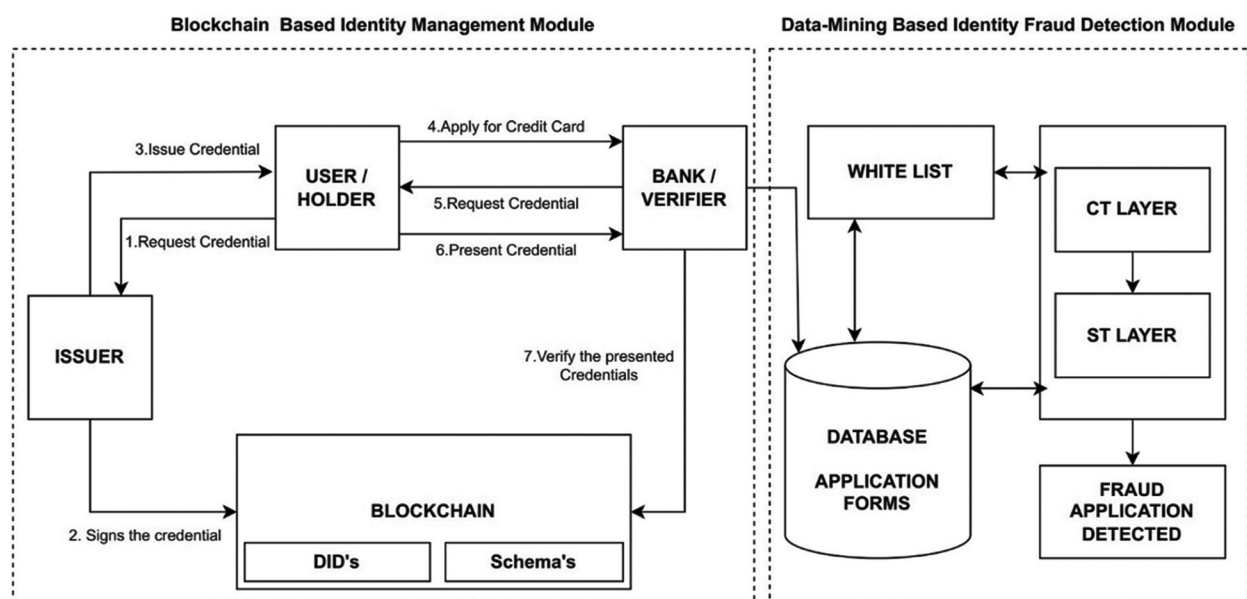 Blockchain Based Identity Management Module
Data-Mining Based Identity Fraud Detection Module
4.Apply for Credit Card
3.Issue Credential
USER /
HOLDER
BANK /
VERIFIER
5.Request Credential
1.Request Credential
6.Present Credential
ISSUER
7.Verify the presented
Credentials
2. Signs the credential
BLOCKCHAIN
DID's
Schema's
WHITE LIST
CT LAYER
ST LAYER
DATABASE
APPLICATION
FORMS
FRAUD
APPLICATION
DETECTED